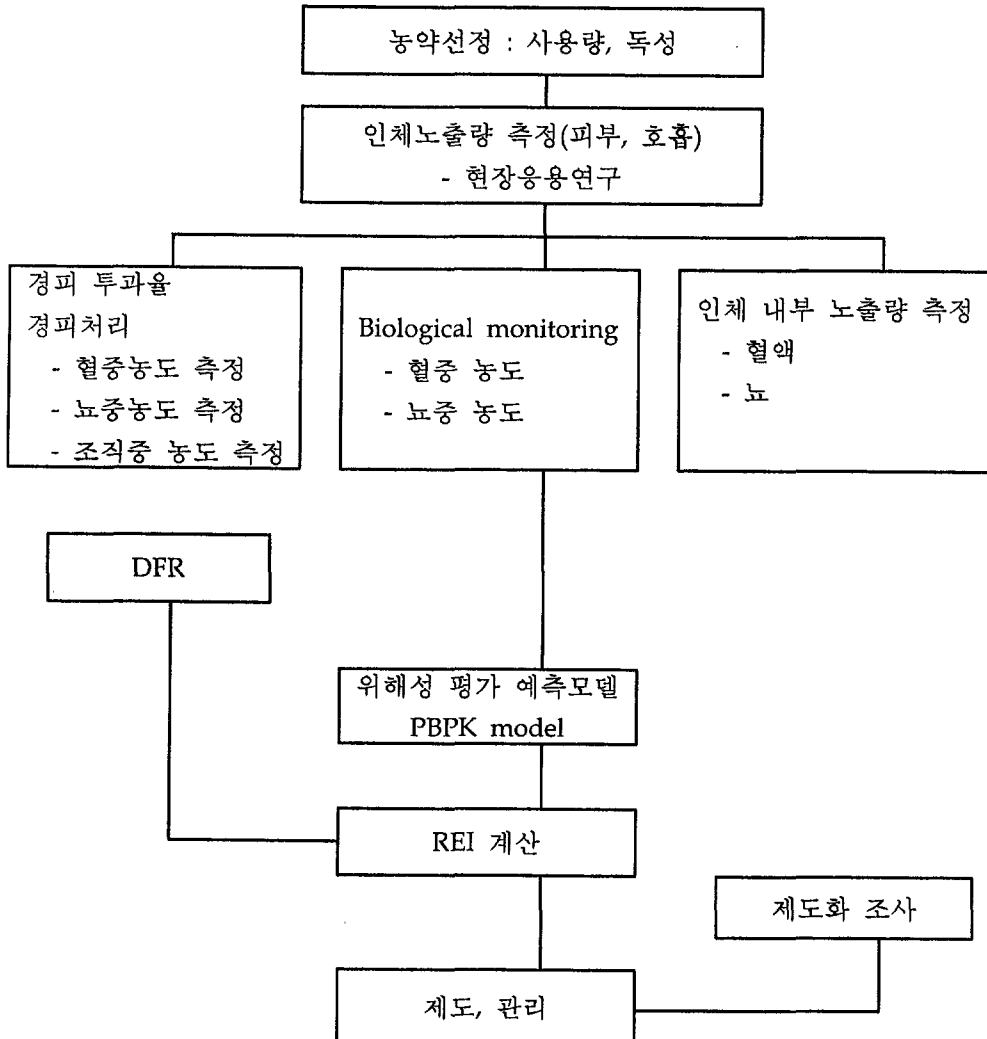 농약선정 : 사용량, 독성
인체노출량 측정(피부, 호흡)
- 현장응용연구
경피 투과율
경피처리
- 혈중농도 측정
- 뇨중농도 측정
- 조직중 농도 측정
Biological monitoring
- 혈중 농도
- 뇨중 농도
인체 내부 노출량 측정
- 혈액
- 뇨
DFR
위해성 평가 예측모델
PBPK model
REI 계산
제도화 조사
제도, 관리